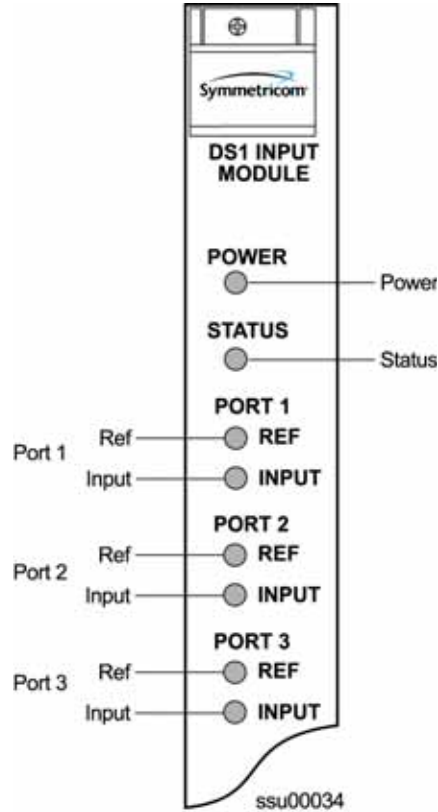 Symmetricom
DS1 INPUT
MODULE
POWER
Power
STATUS
Status
PORT 1
Port 1
Ref
REF
Input
INPUT
PORT 2
Port 2
Ref
REF
Input
INPUT
PORT 3
Port 3
Ref
REF
Input
INPUT
ssu00034